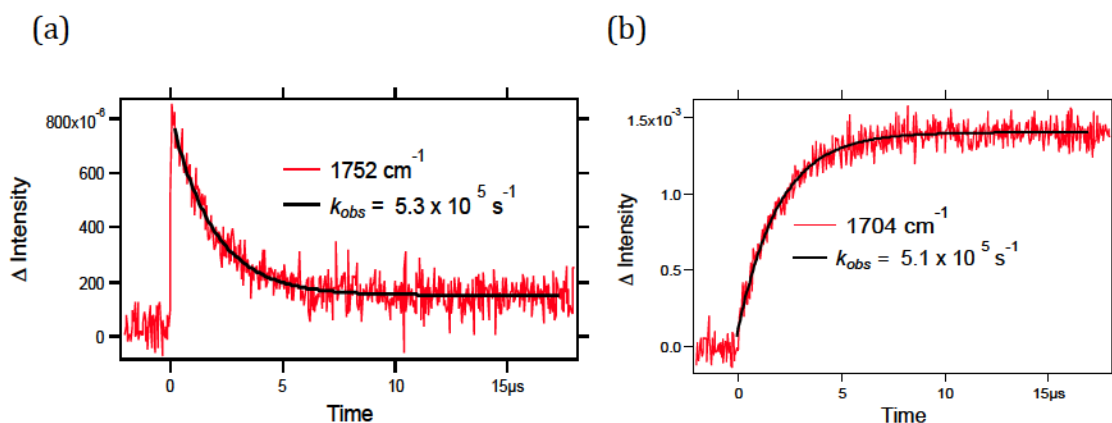 (a)
800x10⁻⁶
600
400
200
0
Δ Intensity
1752 cm⁻¹
kobs = 5.3 x 10⁵ s⁻¹
0
5
10
15µs
Time
(b)
1.5x10⁻³
1.0
0.5
0.0
Δ Intensity
1704 cm⁻¹
kobs = 5.1 x 10⁵ s⁻¹
0
5
10
15µs
Time